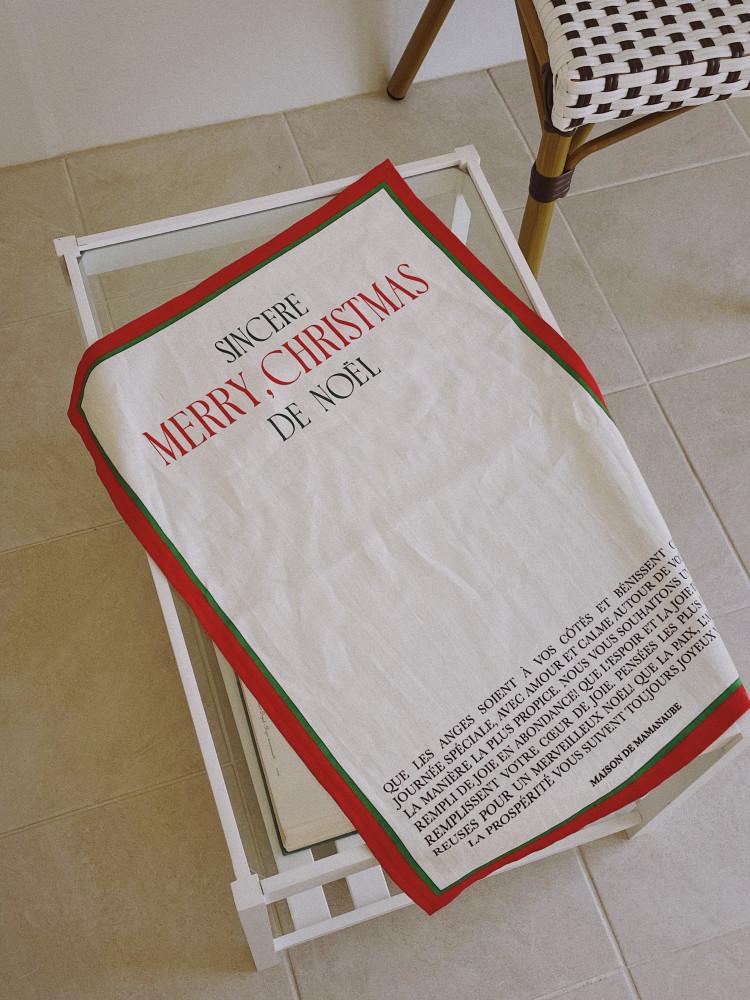 SINCERE
MERRY, CHRISTMAS
DE NOËL
QUE LES ANGES SOIENT À VOS CÔTÉS ET BÉNISSENT
JOURNÉE SPÉCIALE, AVEC AMOUR ET CALME AUTOUR DE
LA MANIÈRE LA PLUS PROPICE. NOUS VOUS SOUHAITONS
REMPLI DE JOIE EN ABONDANCE! QUE L'ESPOIR ET LA JOIE
REMPLISSENT VOTRE CŒUR DE JOIE. PENSÉES LES PLUS
REUSES POUR UN MERVEILLEUX NOËL! QUE LA PAIX,
LA PROSPÉRITÉ VOUS SUIVENT TOUJOURS JOYEUX
MAISON DE MAMANAUBE